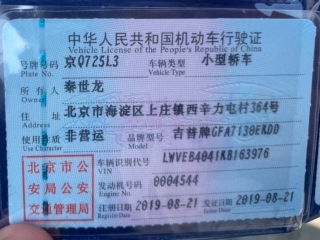 中华人民共和国机动车行驶证
Vehicle License of the People's Republic of China
号牌号码 京Q725L3 车辆类型 小型轿车
Plate No. Vehicle Type
所有人 秦世龙
Owner
住址 北京市海淀区上庄镇西辛力屯村364号
Address
使用性质 非营运 品牌型号 吉普牌GFA7130EKDD
Use Character Model
北京市公安局公安交通管理局
车辆识别代号 LWVEB4041KB163976
VIN
发动机号码 0004544
Engine No.
注册日期 2019-08-21 发证日期 2019-08-21
Register Date Issue Date